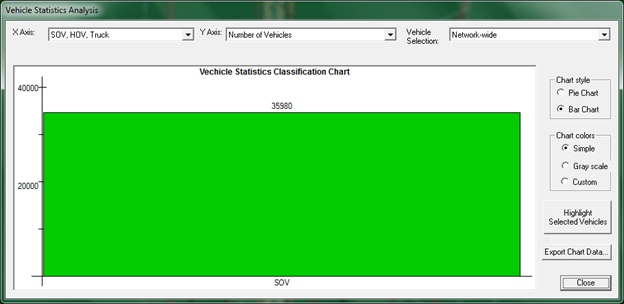 Vehicle Statistics Analysis
X Axis: SOV, HOV, Truck Y Axis: Number of Vehicles Vehicle Selection: Network-wide
Vechicle Statistics Classification Chart
40000
35980
20000
SOV
Chart style
Pie Chart
Bar Chart
Chart colors
Simple
Gray scale
Custom
Highlight
Selected Vehicles
Export Chart Data...
Close